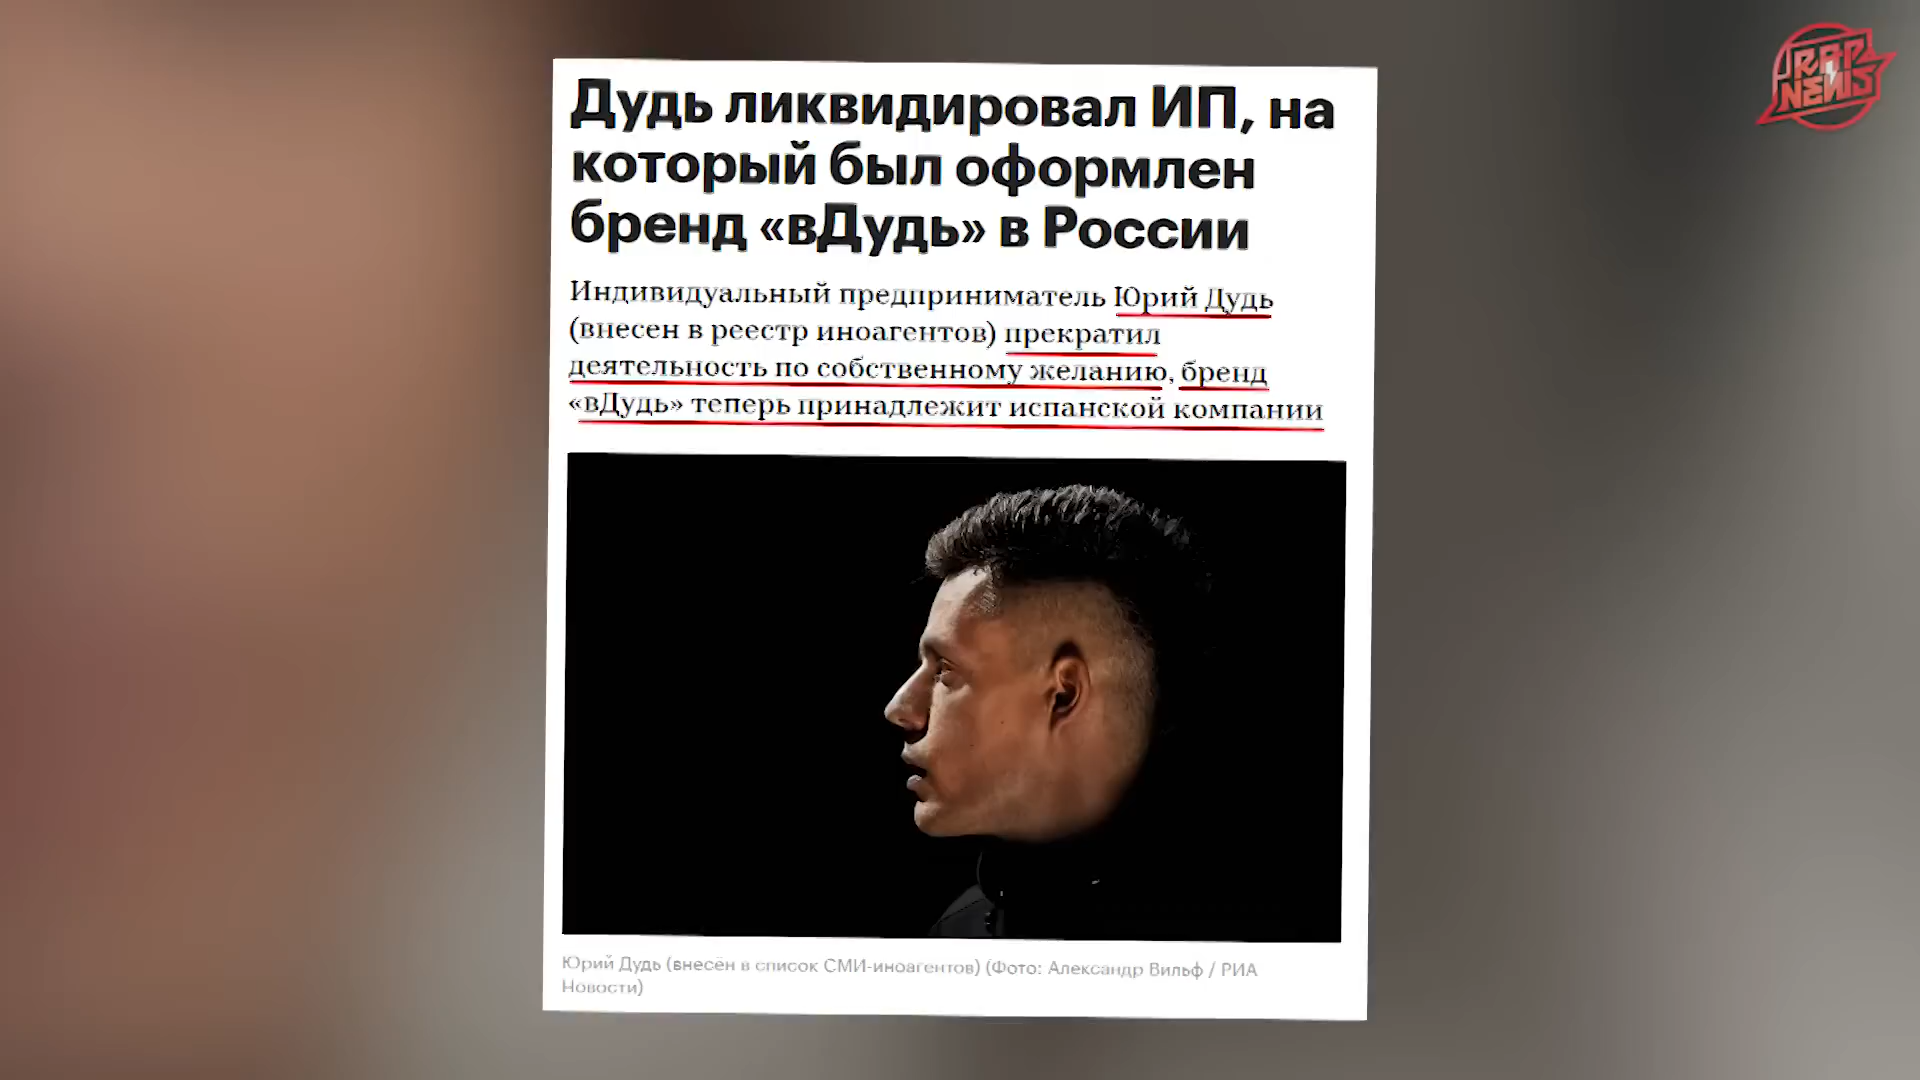 RAP
NEWS
Дудь ликвидировал ИП, на
который был оформлен
бренд «вДудь» в России
Индивидуальный предприниматель Юрий Дудь
(внесен в реестр иноагентов) прекратил
деятельность по собственному желанию, бренд
«вДудь» теперь принадлежит испанской компании
Юрий Дудь (внесён в список СМИ-иноагентов) (Фото: Александр Вильф / РИА
Новости)